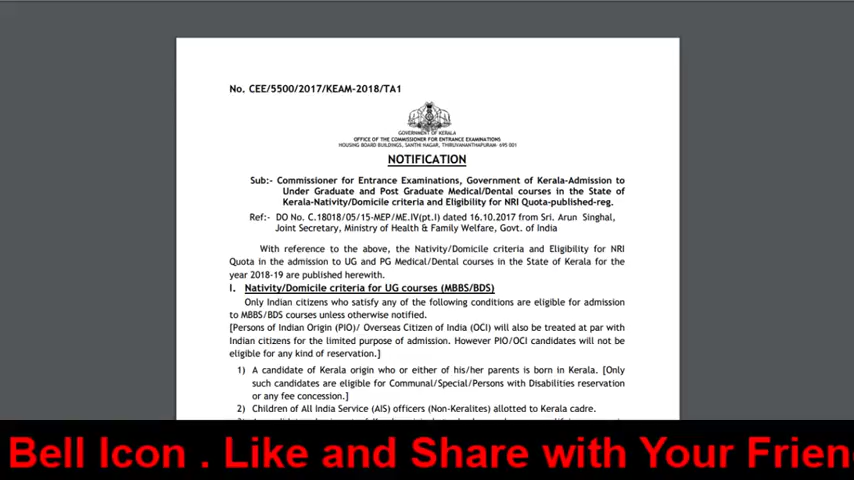 No. CEE/5500/2017/KEAM-2018/TA1
GOVERNMENT OF KERALA
OFFICE OF THE COMMISSIONER FOR ENTRANCE EXAMINATIONS
HOUSING BOARD BUILDINGS, SANTHI NAGAR, THIRUVANANTHAPURAM- 695 001
NOTIFICATION
Sub:- Commissioner for Entrance Examinations, Government of Kerala-Admission to
Under Graduate and Post Graduate Medical/Dental courses in the State of
Kerala-Nativity/Domicile criteria and Eligibility for NRI Quota-published-reg.
Ref:- DO No. C.18018/05/15-MEP/ME.IV(pt.I) dated 16.10.2017 from Sri. Arun Singhal,
Joint Secretary, Ministry of Health & Family Welfare, Govt. of India
With reference to the above, the Nativity/Domicile criteria and Eligibility for NRI
Quota in the admission to UG and PG Medical/Dental courses in the State of Kerala for the
year 2018-19 are published herewith.
I. Nativity/Domicile criteria for UG courses (MBBS/BDS)
Only Indian citizens who satisfy any of the following conditions are eligible for admission
to MBBS/BDS courses unless otherwise notified.
[Persons of Indian Origin (PIO)/ Overseas Citizen of India (OCI) will also be treated at par with
Indian citizens for the limited purpose of admission. However PIO/OCI candidates will not be
eligible for any kind of reservation.]
1) A candidate of Kerala origin who or either of his/her parents is born in Kerala. [Only
such candidates are eligible for Communal/Special/Persons with Disabilities reservation
or any fee concession.]
2) Children of All India Service (AIS) officers (Non-Keralites) allotted to Kerala cadre.
Bell Icon . Like and Share with Your Frien